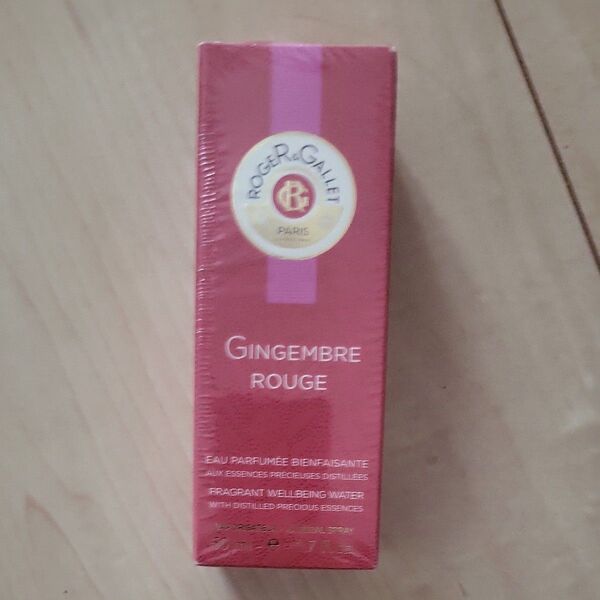 ROGER & GALLET
RG
PARIS
GINGEMBRE
ROUGE
EAU PARFUMÉE BIENFAISANTE
AUX ESSENCES PRÉCIEUSES DISTILLÉES
FRAGRANT WELLBEING WATER
WITH DISTILLED PRECIOUS ESSENCES
SPRAY